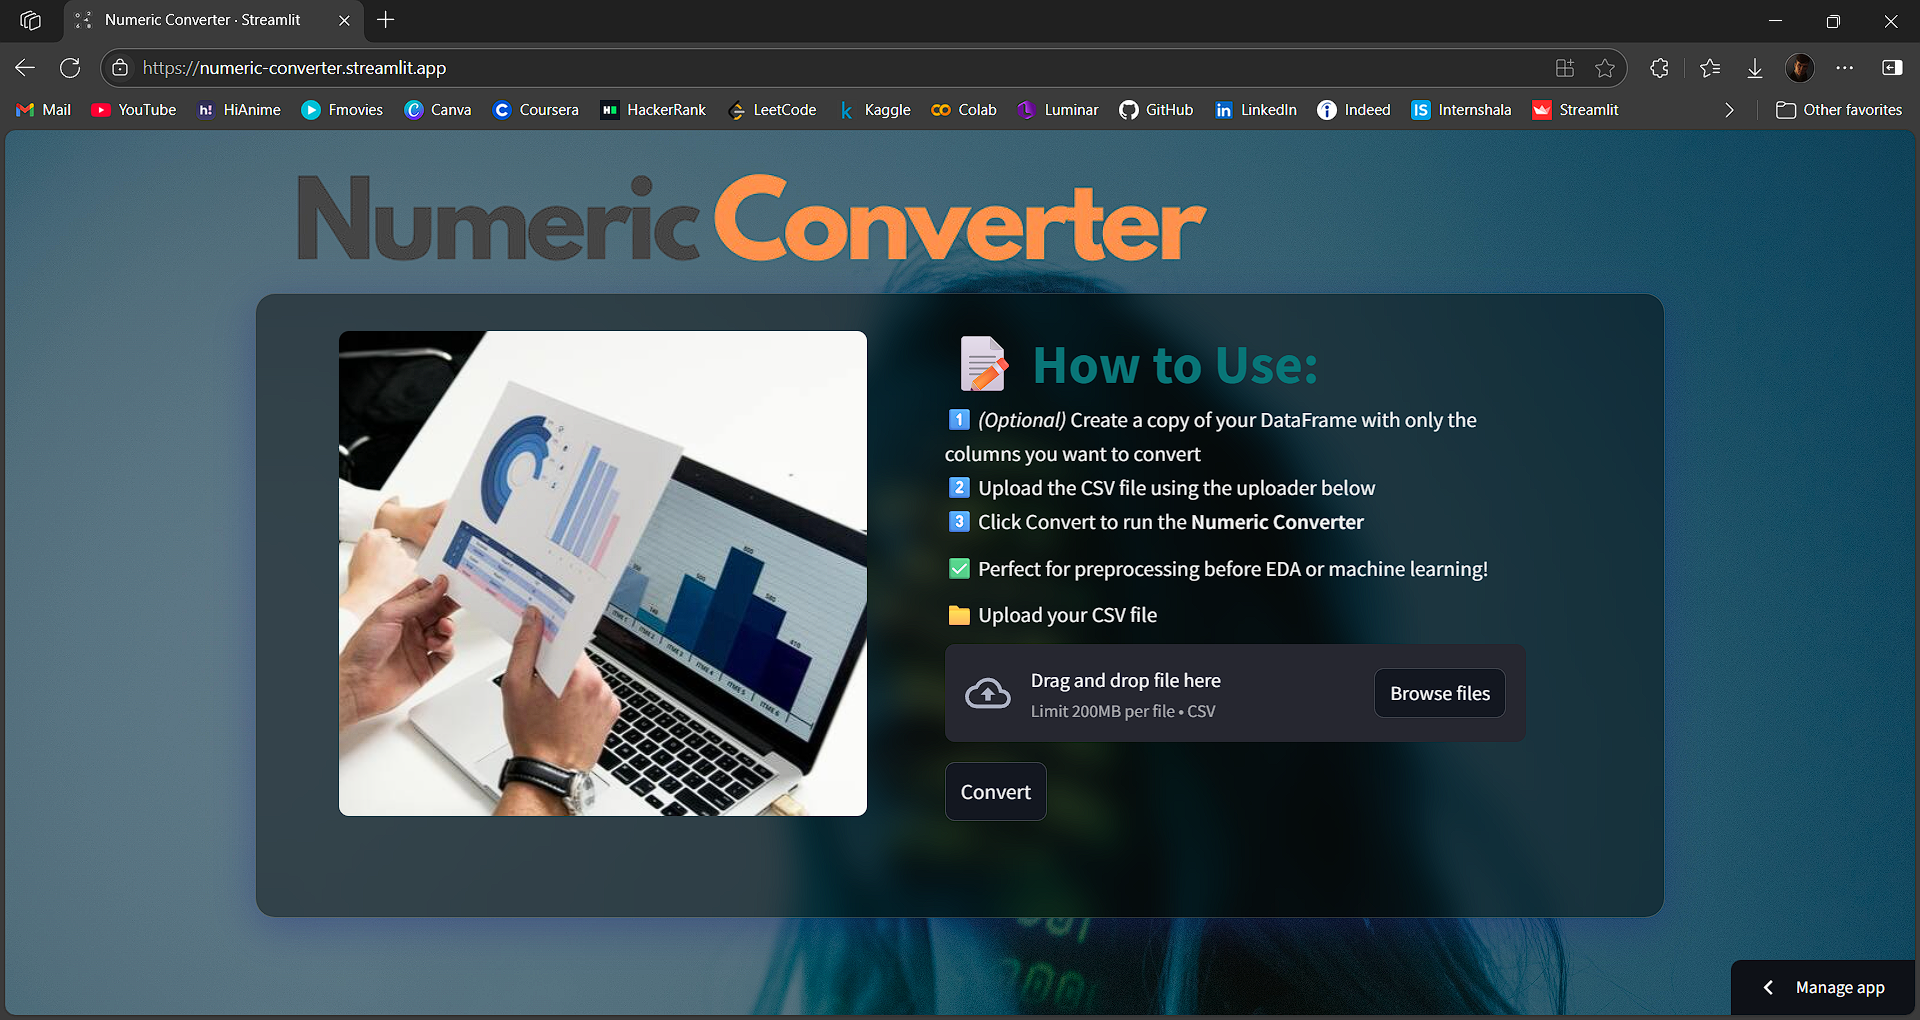 Numeric Converter · Streamlit
https://numeric-converter.streamlit.app
Mail YouTube HiAnime Fmovies Canva Coursera HackerRank LeetCode Kaggle Colab Luminar GitHub LinkedIn Indeed Internshala Streamlit Other favorites
Numeric Converter
How to Use:
1 (Optional) Create a copy of your DataFrame with only the
columns you want to convert
2 Upload the CSV file using the uploader below
3 Click Convert to run the Numeric Converter
Perfect for preprocessing before EDA or machine learning!
Upload your CSV file
Drag and drop file here
Limit 200MB per file • CSV
Browse files
Convert
Manage app